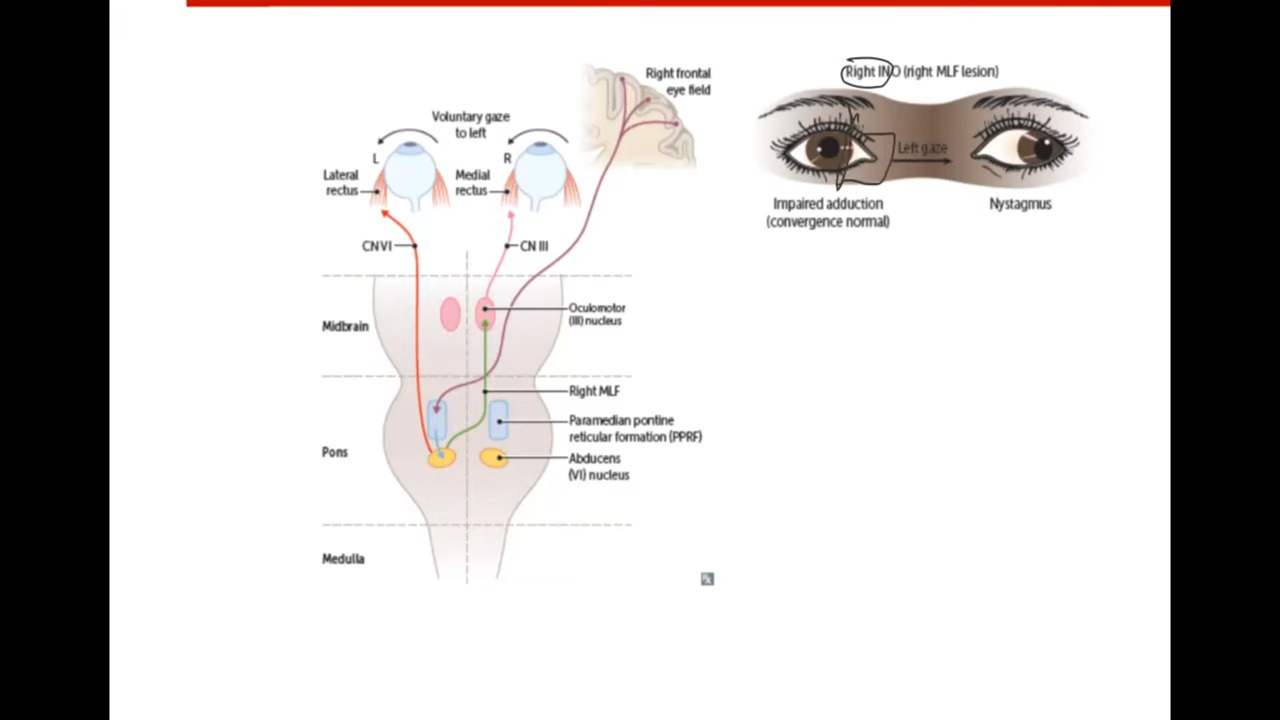 Right frontal
eye field
Voluntary gaze
to left
L
R
Lateral
rectus
Medial
rectus
CN VI
CN III
Midbrain
Oculomotor
(III) nucleus
Right MLF
Paramedian pontine
reticular formation (PPRF)
Pons
Abducens
(VI) nucleus
Medulla
Rx
Right INO (right MLF lesion)
Left gaze
Impaired adduction
(convergence normal)
Nystagmus